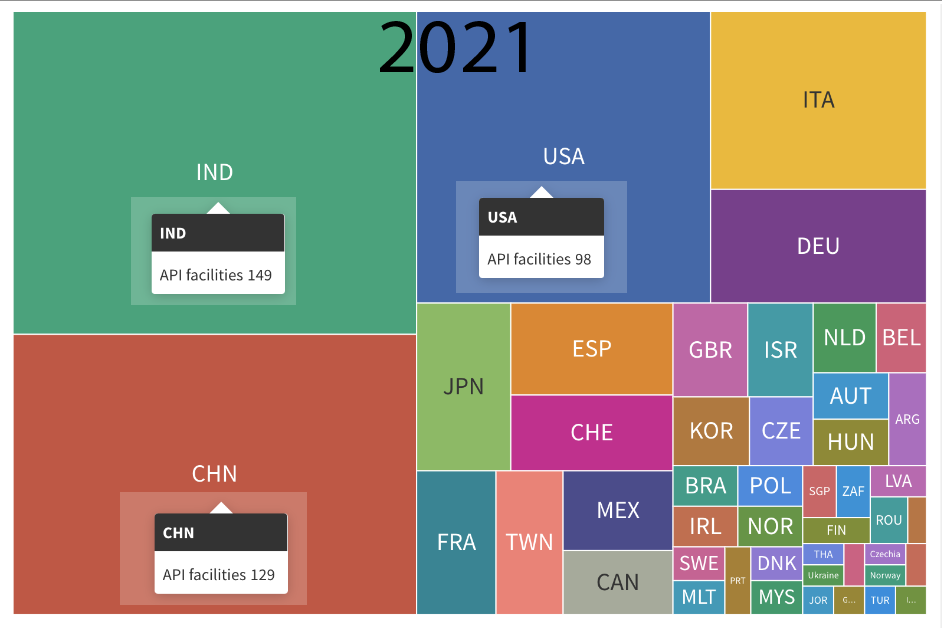 2021
IND
IND
API facilities 149
USA
USA
API facilities 98
ITA
DEU
CHN
CHN
API facilities 129
JPN
ESP
CHE
FRA
TWN
MEX
CAN
GBR
ISR
NLD
BEL
KOR
CZE
AUT
HUN
ARG
BRA
POL
SGP
ZAF
LVA
IRL
NOR
FIN
ROU
SWE
PRT
DNK
THA
Czechia
Ukraine
Norway
MLT
MYS
JOR
G...
TUR
I...